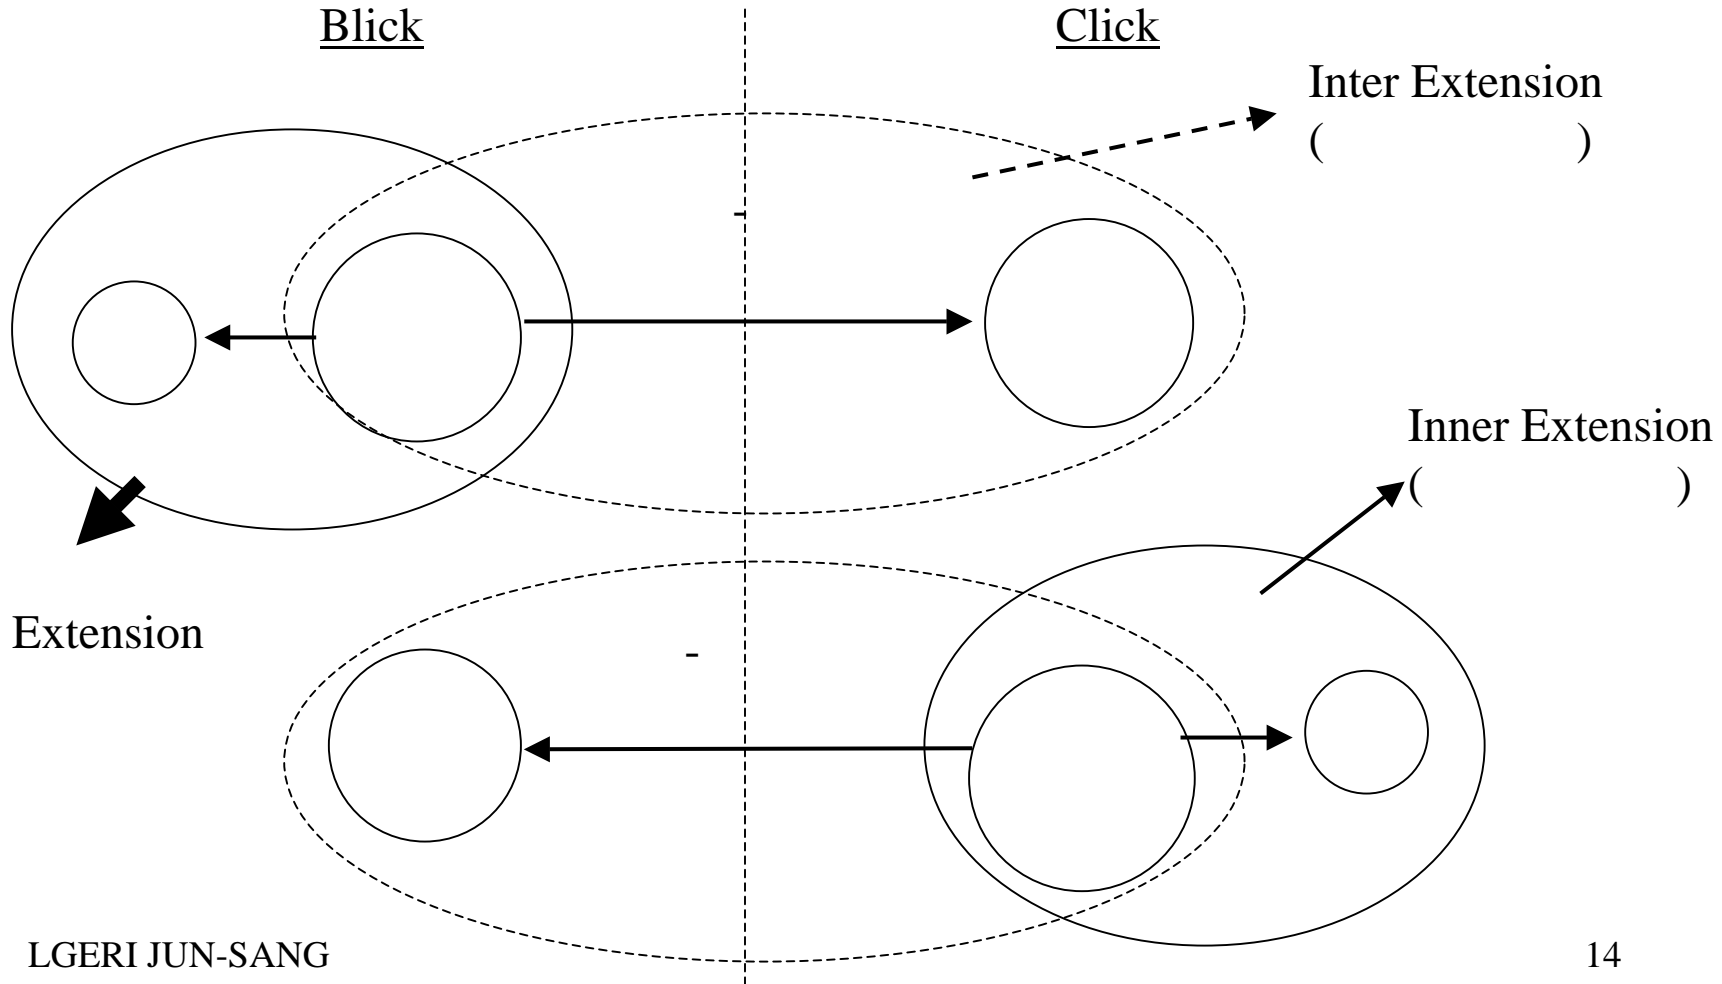 Blick
Click
Inter Extension
( )
-
Inner Extension
( )
Extension
-
LGERI JUN-SANG
14